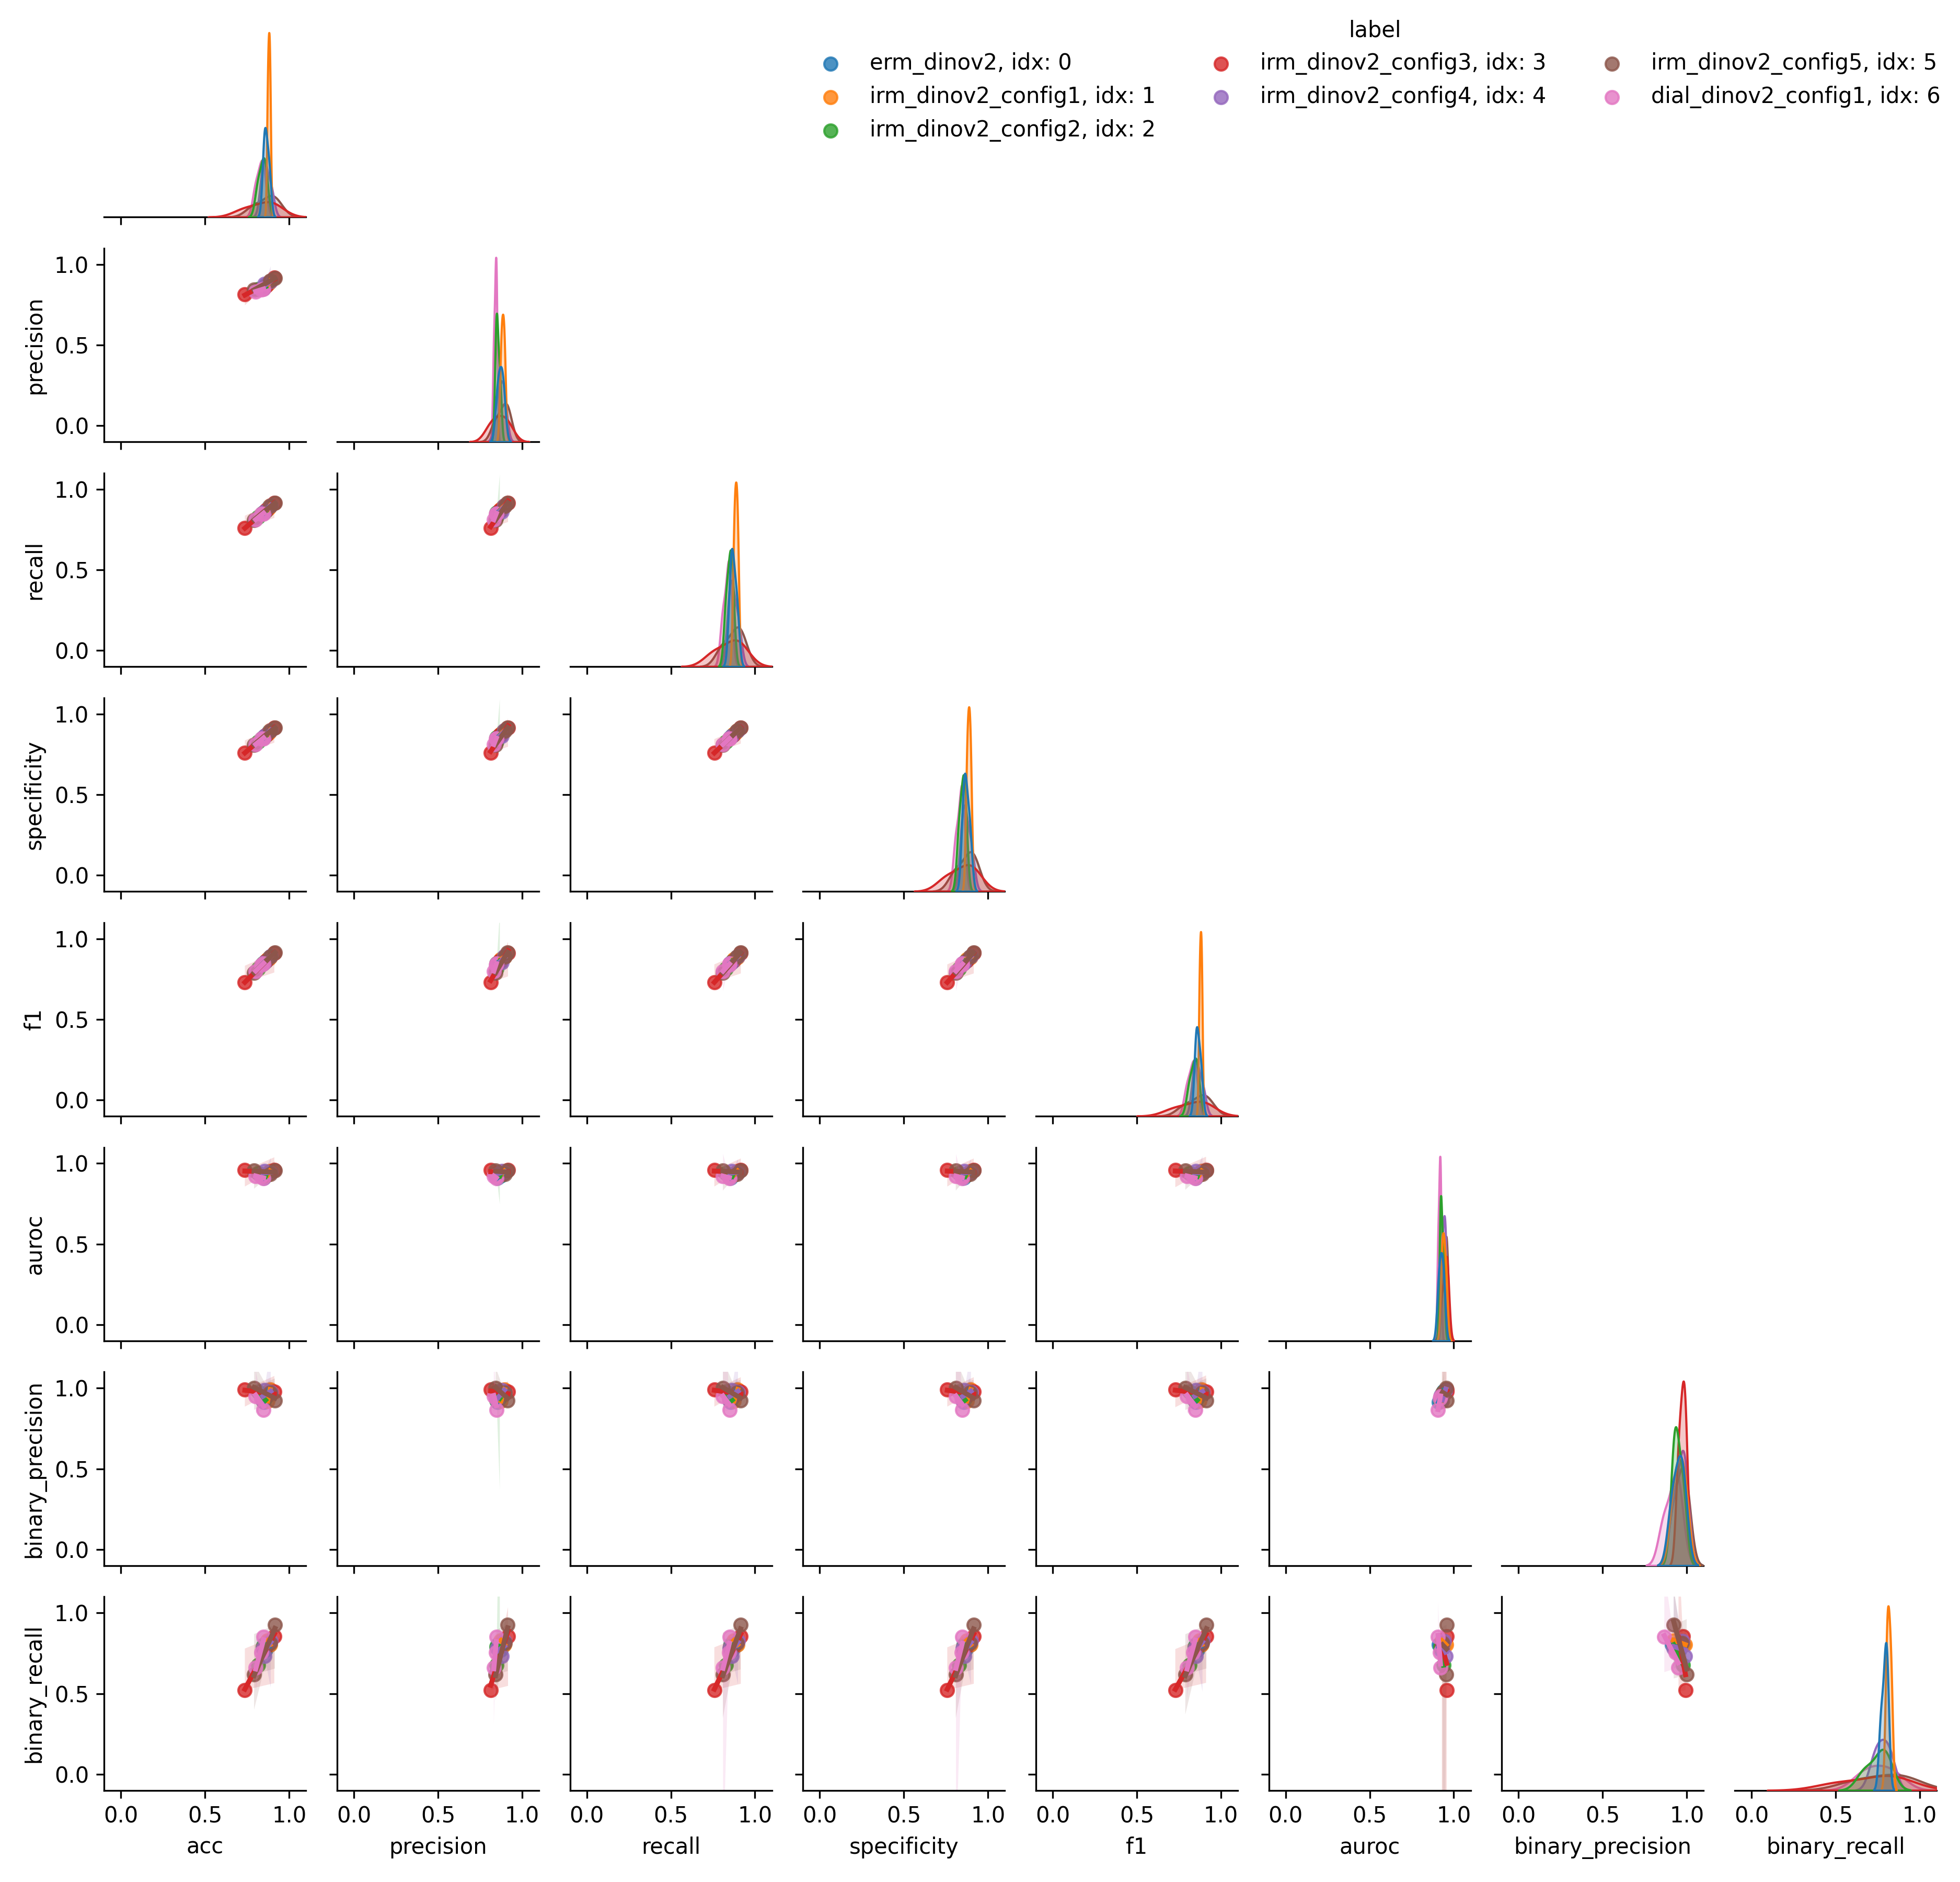 label
erm_dinov2, idx: 0
irm_dinov2_config1, idx: 1
irm_dinov2_config2, idx: 2
irm_dinov2_config3, idx: 3
irm_dinov2_config4, idx: 4
irm_dinov2_config5, idx: 5
dial_dinov2_config1, idx: 6
precision
1.0
0.5
0.0
recall
1.0
0.5
0.0
specificity
1.0
0.5
0.0
f1
1.0
0.5
0.0
auroc
1.0
0.5
0.0
binary_precision
1.0
0.5
0.0
binary_recall
1.0
0.5
0.0
0.0 0.5 1.0 0.0 0.5 1.0 0.0 0.5 1.0 0.0 0.5 1.0 0.0 0.5 1.0 0.0 0.5 1.0 0.0 0.5 1.0 0.0 0.5 1.0
acc precision recall specificity f1 auroc binary_precision binary_recall